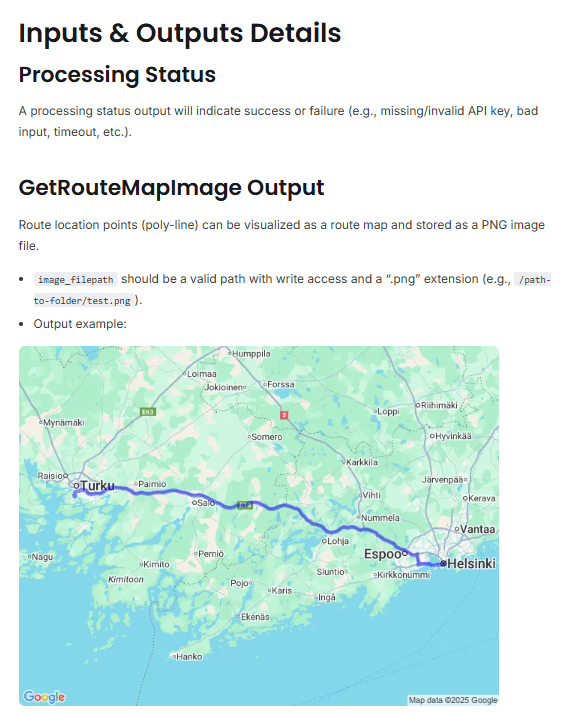 Inputs & Outputs Details
Processing Status
A processing status output will indicate success or failure (e.g., missing/invalid API key, bad
input, timeout, etc.).
GetRouteMapImage Output
Route location points (poly-line) can be visualized as a route map and stored as a PNG image
file.
• image_filepath should be a valid path with write access and a “.png” extension (e.g., /path-
to-folder/test.png ).
• Output example:
Humppila
Loimaa
Jokioinen
Forssa
E63
2
Loppi
Riihimäki
Mynämäki
Somero
Hyvinkää
Karkkila
Raisio
Turku
Paimio
Järvenpää
Salo
Vihti
Kerava
Nummela
Vantaa
Lohja
Espoo
Nagu
Perniö
Helsinki
Kimito
Siuntio
Kirkkonummi
Kimitoon
Pojo
Karis
Ingå
Ekenäs
Hanko
Google
Map data ©2025 Google